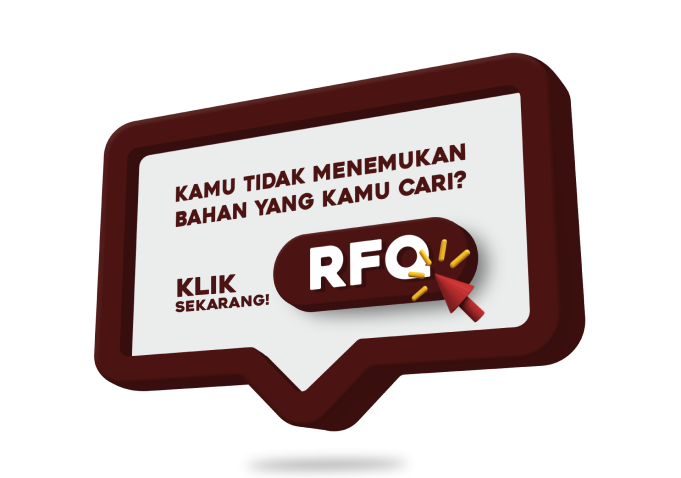 KAMU TIDAK MENEMUKAN
BAHAN YANG KAMU CARI?
KLIK
SEKARANG!
RFQ